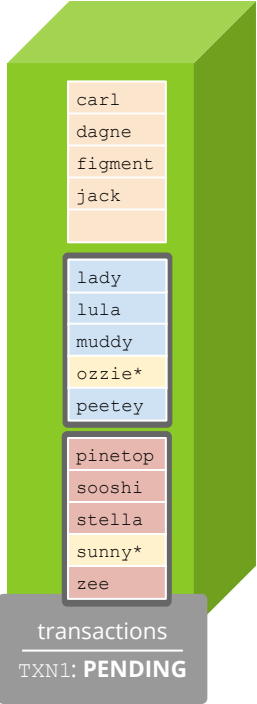 carl
dagne
figment
jack
lady
lula
muddy
ozzie*
peetey
pinetop
sooshi
stella
sunny*
zee
transactions
TXN1: PENDING